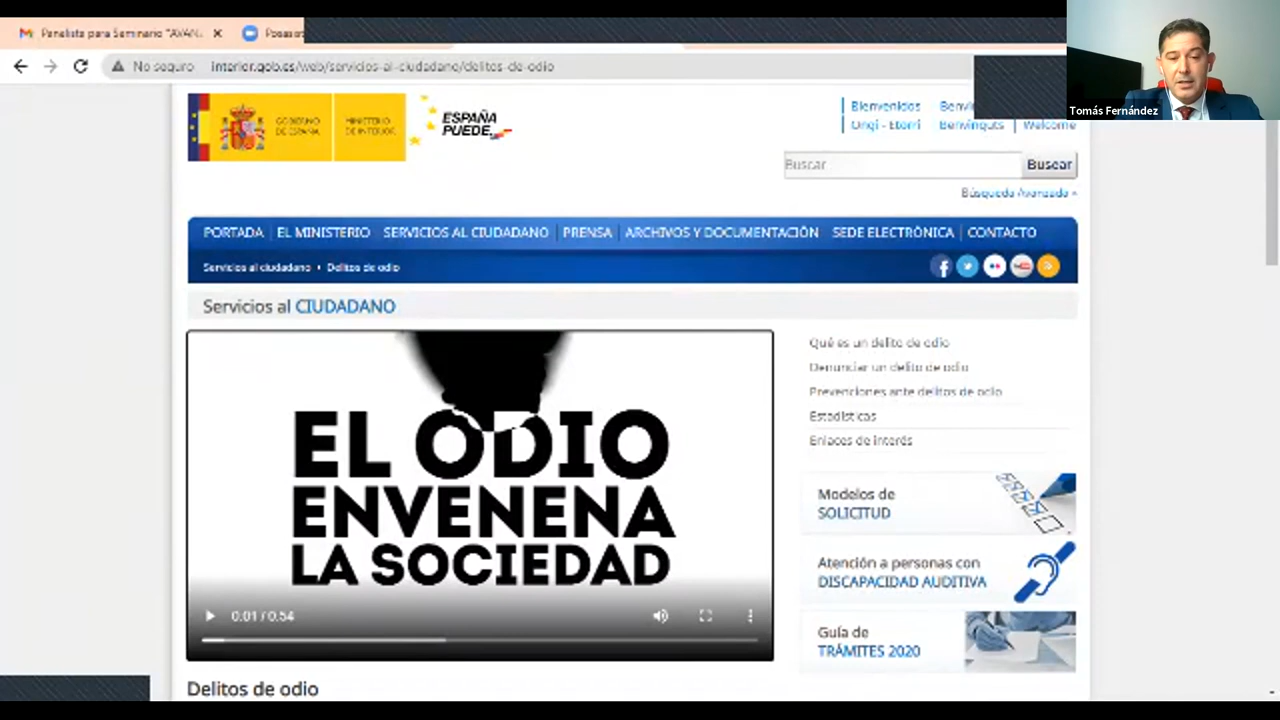 Panelista para Seminario "AVAN
No seguro
interior.gob.es/web/servicios-al-ciudadano/delitos-de-odio
Tomás Fernández
GOBIERNO DE ESPAÑA
MINISTERIO DE INTERIOR
ESPAÑA
PUEDE.
Bienvenidos
Ongi - Etorri
Benvinguts
Welcome
Buscar
Buscar
Búsqueda Avanzada
PORTADA
EL MINISTERIO
SERVICIOS AL CIUDADANO
PRENSA
ARCHIVOS Y DOCUMENTACIÓN
SEDE ELECTRÓNICA
CONTACTO
Servicios al ciudadano
Delitos de odio
Servicios al CIUDADANO
EL ODIO
ENVENENA
LA SOCIEDAD
0:01 / 0:54
Qué es un delito de odio
Denunciar un delito de odio
Prevenciones ante delitos de odio
Estadísticas
Enlaces de interés
Modelos de
SOLICITUD
Atención a personas con
DISCAPACIDAD AUDITIVA
Guía de
TRÁMITES 2020
Delitos de odio